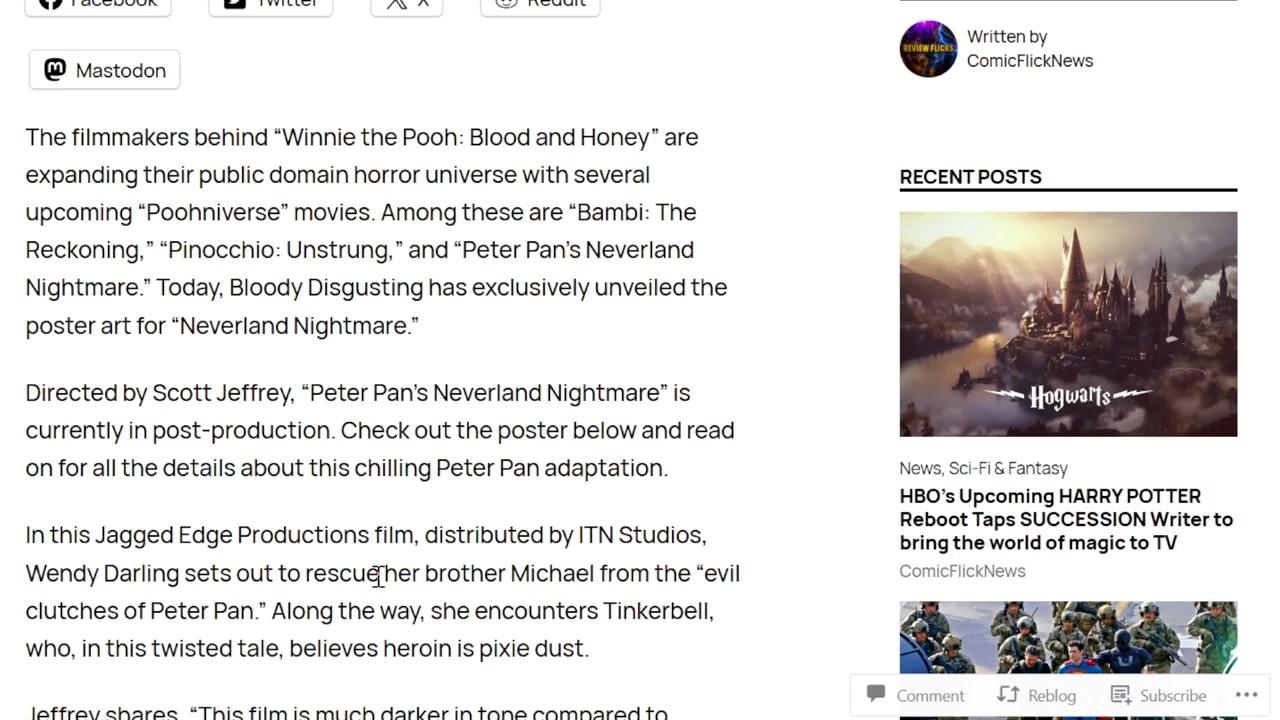 Facebook
Twitter
X
Reddit
Mastodon
The filmmakers behind “Winnie the Pooh: Blood and Honey” are
expanding their public domain horror universe with several
upcoming “Poohniverse” movies. Among these are “Bambi: The
Reckoning,” “Pinocchio: Unstrung,” and “Peter Pan’s Neverland
Nightmare.” Today, Bloody Disgusting has exclusively unveiled the
poster art for “Neverland Nightmare.”
Directed by Scott Jeffrey, “Peter Pan’s Neverland Nightmare” is
currently in post-production. Check out the poster below and read
on for all the details about this chilling Peter Pan adaptation.
In this Jagged Edge Productions film, distributed by ITN Studios,
Wendy Darling sets out to rescue her brother Michael from the “evil
clutches of Peter Pan.” Along the way, she encounters Tinkerbell,
who, in this twisted tale, believes heroin is pixie dust.
Jeffrey shares, “This film is much darker in tone compared to
REVIEW FLICKS
Written by
ComicFlickNews
RECENT POSTS
Hogwarts
News, Sci-Fi & Fantasy
HBO’s Upcoming HARRY POTTER
Reboot Taps SUCCESSION Writer to
bring the world of magic to TV
ComicFlickNews
Comment
Reblog
Subscribe